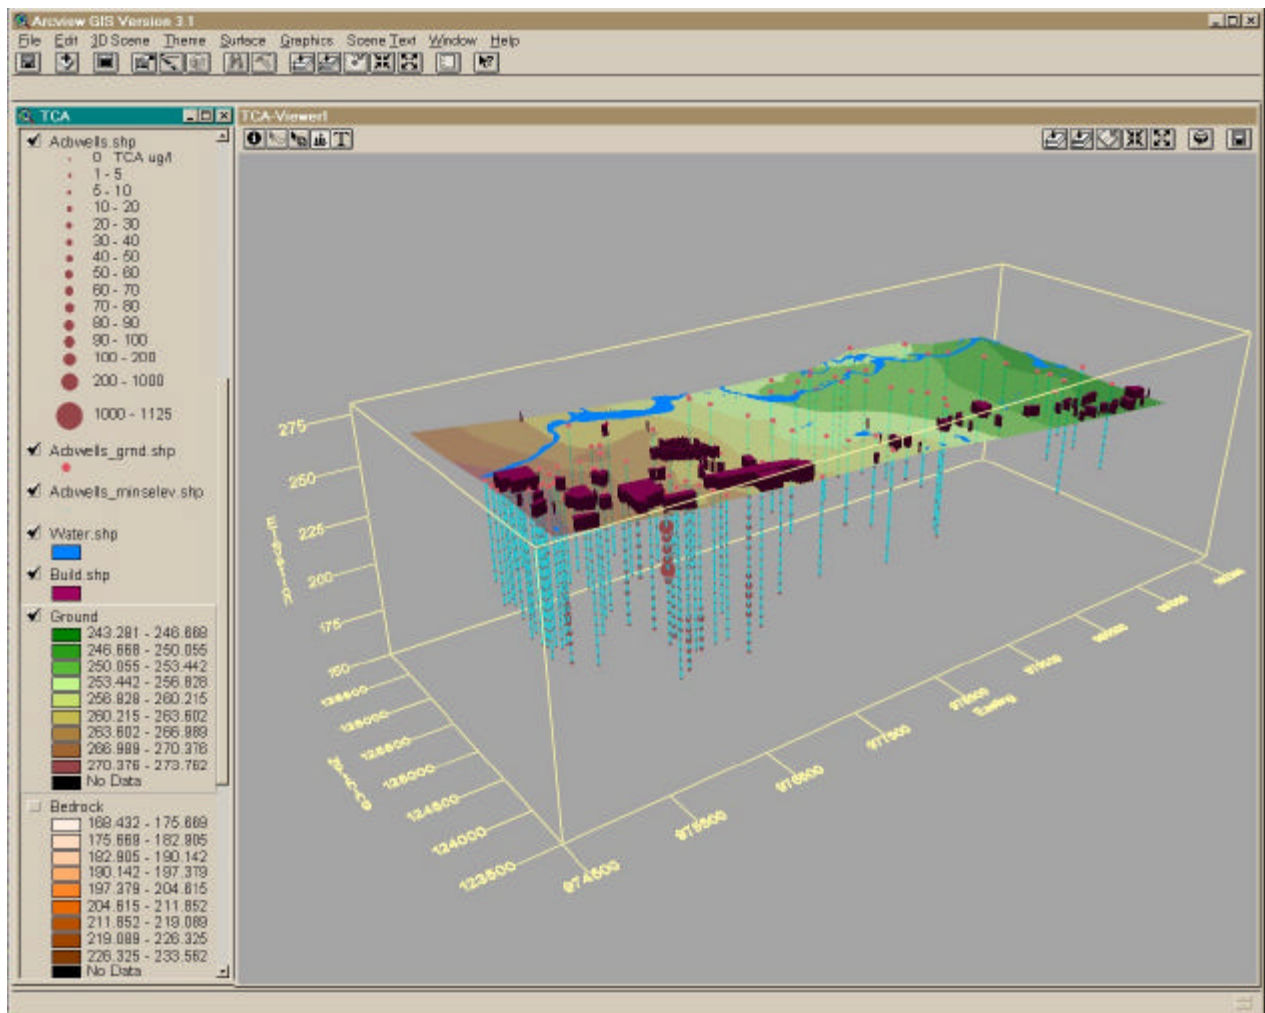 Arcview GIS Version 3.1
File Edit 3D Scene Theme Surface Graphics Scene Text Window Help
TCA
Acbwells.shp
0 TCA ug/l
1 - 5
5 - 10
10 - 20
20 - 30
30 - 40
40 - 50
50 - 60
60 - 70
70 - 80
80 - 90
90 - 100
100 - 200
200 - 1000
1000 - 1125
Acbwells_grnd.shp
Acbwells_minselev.shp
Water.shp
Build.shp
Ground
243.281 - 246.668
246.668 - 250.055
250.055 - 253.442
253.442 - 256.828
256.828 - 260.215
260.215 - 263.602
263.602 - 266.989
266.989 - 270.376
270.376 - 273.762
No Data
Bedrock
168.432 - 175.669
175.669 - 182.905
182.905 - 190.142
190.142 - 197.379
197.379 - 204.615
204.615 - 211.852
211.852 - 219.089
219.089 - 226.325
226.325 - 233.562
No Data
TCA-Viewer1
T
275
250
225
200
175
150
126000
125000
124500
124000
123500
974500
975500
976500
977500
Easting